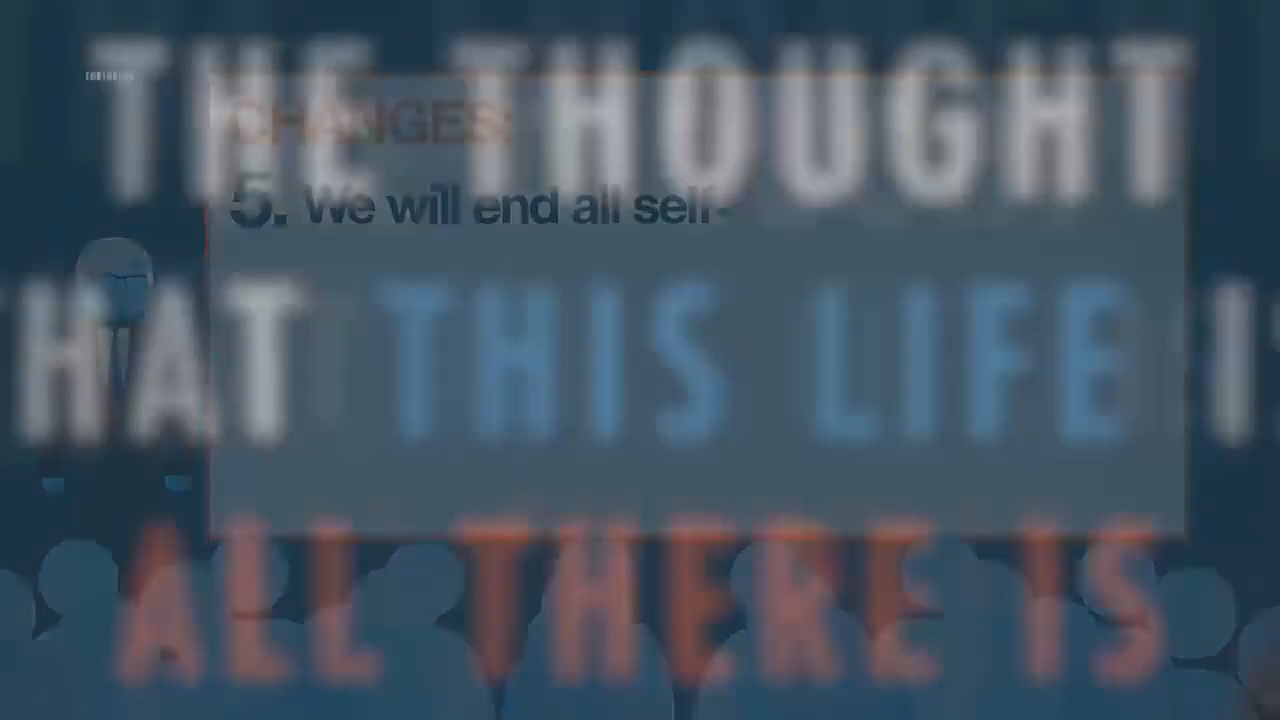 THE THOUGHT
CHANGES:
5. We will end all self-
HAT THIS LIFE I
ALL THERE IS